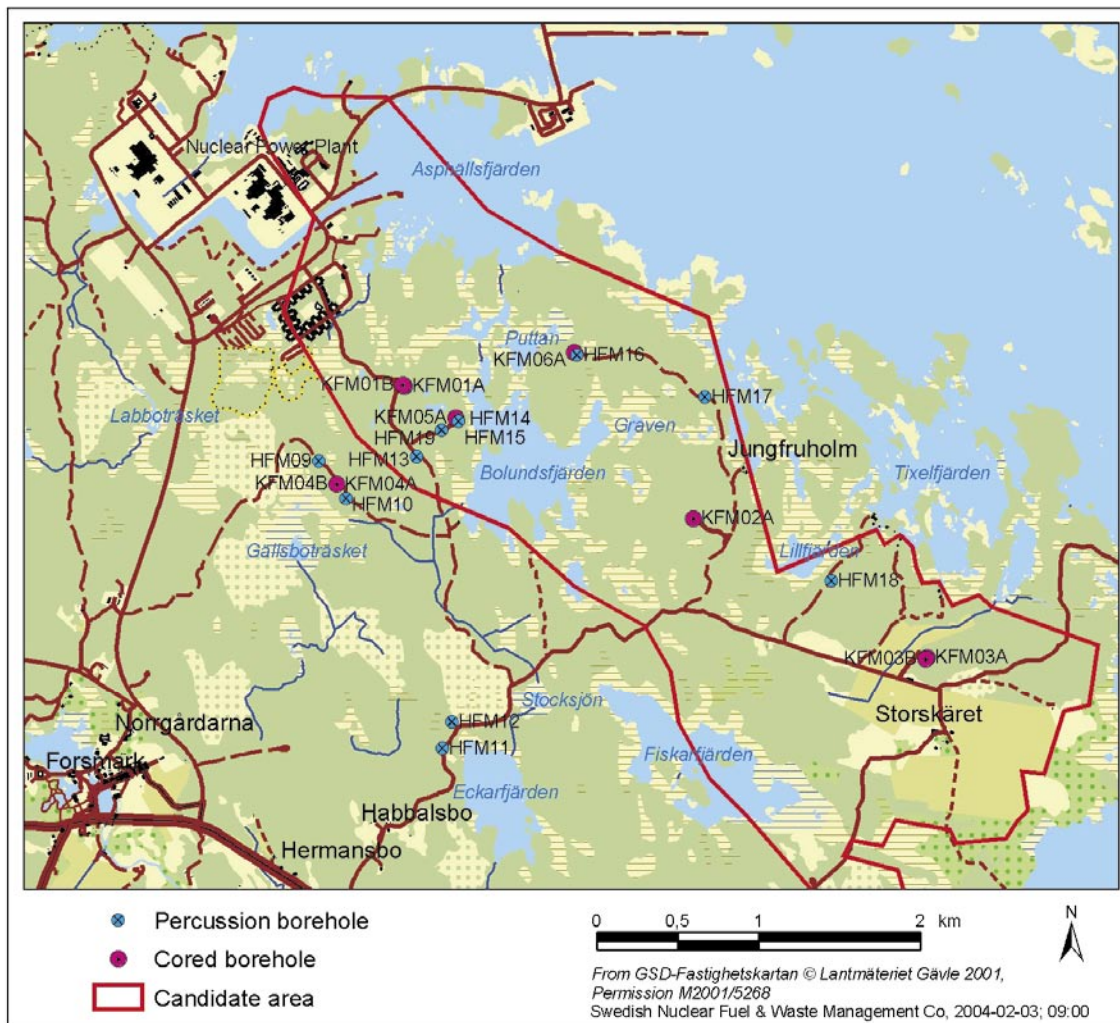 Nuclear Power Plant
Asphällsfjärden
Puttan
KFM06A HFM16
KFM01B KFM01A
HFM17
Labboträsket
KFM05A HFM14
Graven
HFM19 HFM15
Jungfruholm
HFM09 HFM13
Bolundsfjärden
Tixelfjärden
KFM04B KFM04A
HFM10
KFM02A
Gällsboträsket
Lillfjärden
HFM18
KFM03B KFM03A
Stocksjön
Storskäret
Norrgårdarna
HFM12
HFM11
Fiskarfjärden
Forsmark
Eckarfjärden
Habbalsbo
Hermansbo
Percussion borehole
Cored borehole
Candidate area
0 0,5 1 2 km
N
From GSD-Fastighetskartan © Lantmäteriet Gävle 2001,
Permission M2001/5268
Swedish Nuclear Fuel & Waste Management Co, 2004-02-03; 09:00